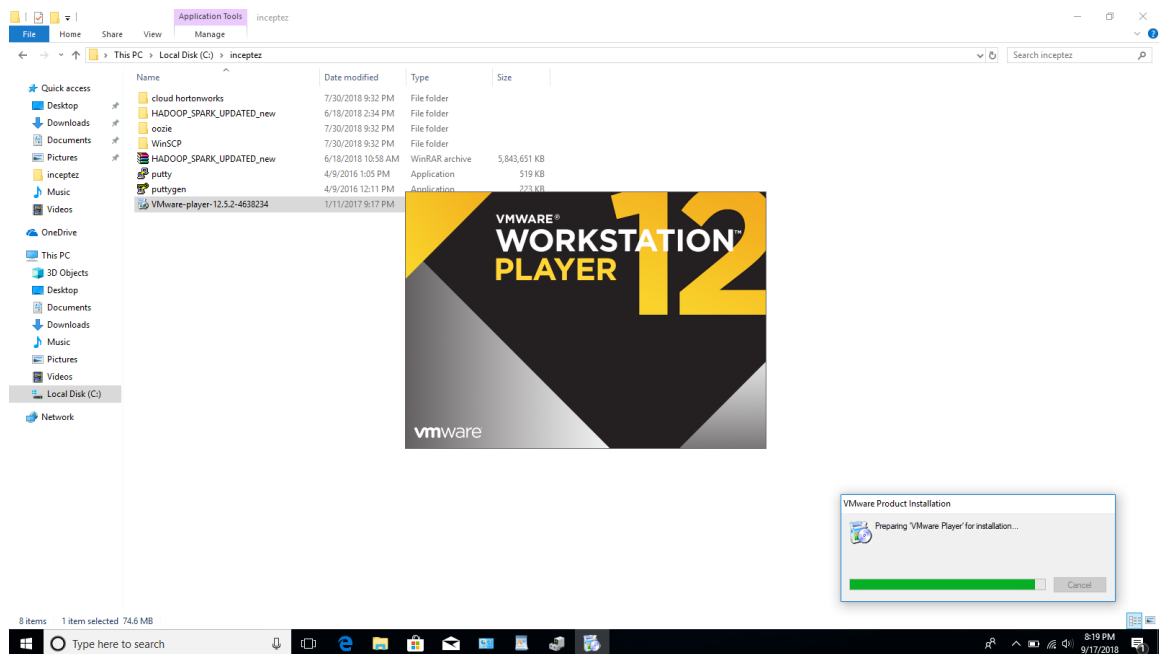 Application Tools inceptez
File Home Share View Manage
This PC Local Disk (C:) inceptez Search inceptez
Name Date modified Type Size
Quick access
Desktop
Downloads
Documents
Pictures
inceptez
Music
Videos
OneDrive
This PC
3D Objects
Desktop
Documents
Downloads
Music
Pictures
Videos
Local Disk (C:)
Network
cloud hortonworks 7/30/2018 9:32 PM File folder
HADOOP_SPARK_UPDATED_new 6/18/2018 2:34 PM File folder
oozie 7/30/2018 9:32 PM File folder
WinSCP 7/30/2018 9:32 PM File folder
HADOOP_SPARK_UPDATED_new 6/18/2018 10:58 AM WinRAR archive 5,843,651 KB
putty 4/9/2016 1:05 PM Application 519 KB
puttygen 4/9/2016 12:11 PM Application 223 KB
VMware-player-12.5.2-4638234 1/11/2017 9:17 PM
VMWARE®
WORKSTATION™
PLAYER
12
vmware
VMware Product Installation
Preparing 'VMware Player' for installation...
Cancel
8 items 1 item selected 74.6 MB
Type here to search
8:19 PM
9/17/2018
1